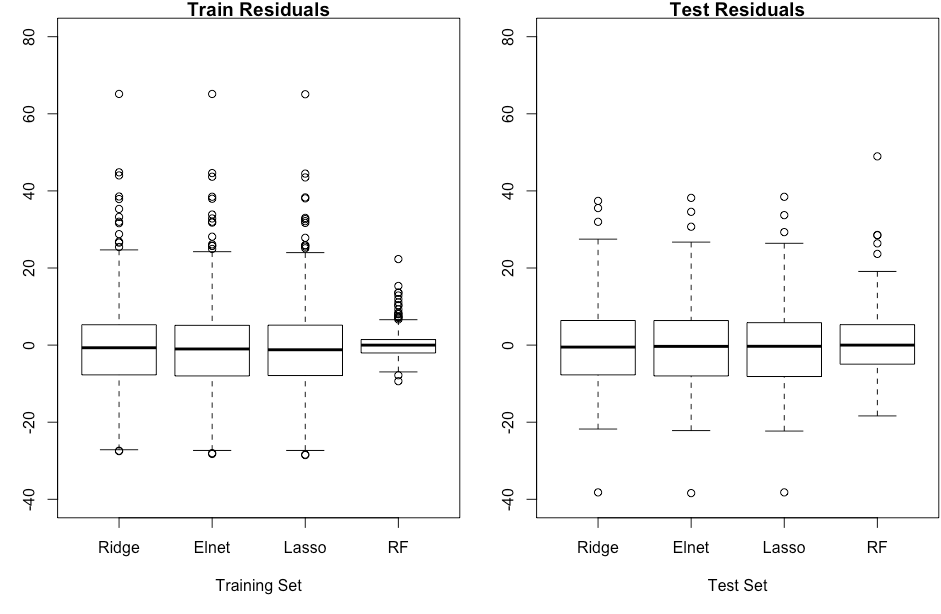 Train Residuals
80
60
40
20
0
-20
-40
Ridge Elnet Lasso RF
Training Set
Test Residuals
80
60
40
20
0
-20
-40
Ridge Elnet Lasso RF
Test Set